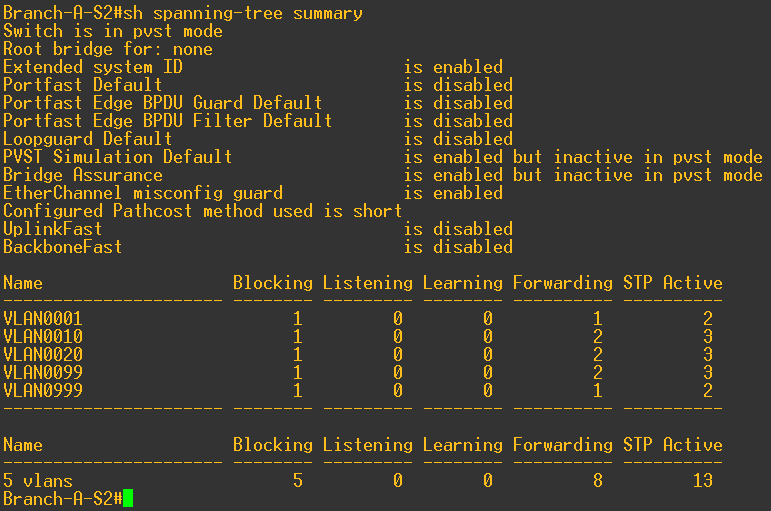 Branch-A-S2#sh spanning-tree summary
Switch is in pvst mode
Root bridge for: none
Extended system ID                      is enabled
Portfast Default                        is disabled
Portfast Edge BPDU Guard Default        is disabled
Portfast Edge BPDU Filter Default       is disabled
Loopguard Default                       is disabled
PVST Simulation Default                 is enabled but inactive in pvst mode
Bridge Assurance                        is enabled but inactive in pvst mode
EtherChannel misconfig guard            is enabled
Configured Pathcost method used is short
UplinkFast                              is disabled
BackboneFast                            is disabled

Name                   Blocking Listening Learning Forwarding STP Active
---------------------- -------- --------- -------- ---------- ----------
VLAN0001                     1         0        0          1          2
VLAN0010                     1         0        0          2          3
VLAN0020                     1         0        0          2          3
VLAN0099                     1         0        0          2          3
VLAN0999                     1         0        0          1          2
---------------------- -------- --------- -------- ---------- ----------

Name                   Blocking Listening Learning Forwarding STP Active
---------------------- -------- --------- -------- ---------- ----------
5 vlans                      5         0        0          8         13
Branch-A-S2#